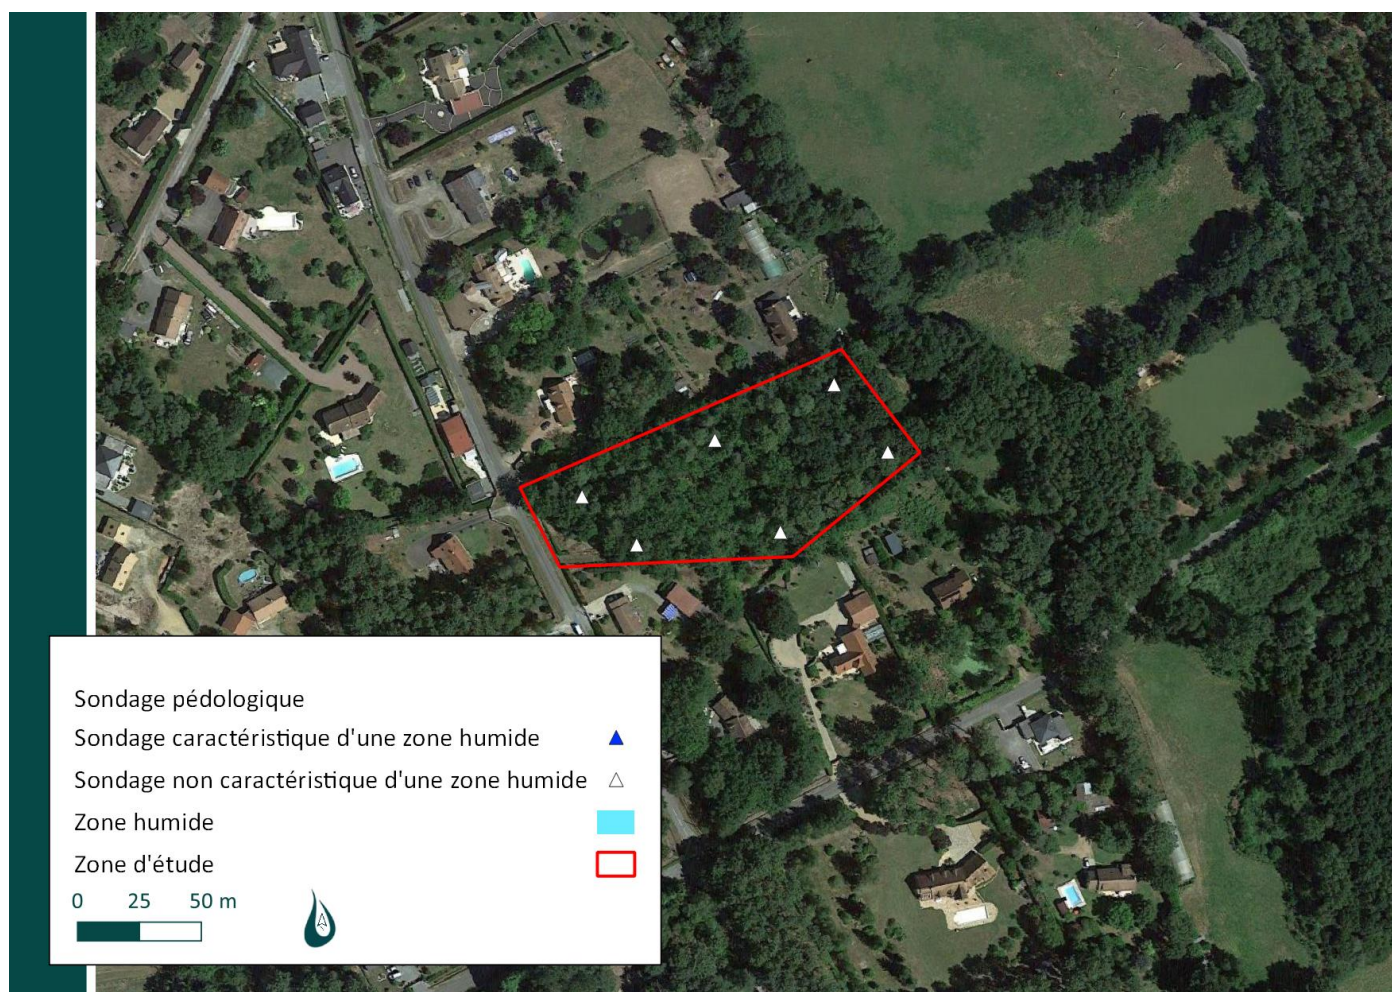 Sondage pédologique
Sondage caractéristique d'une zone humide
Sondage non caractéristique d'une zone humide
Zone humide
Zone d'étude
0 25 50 m